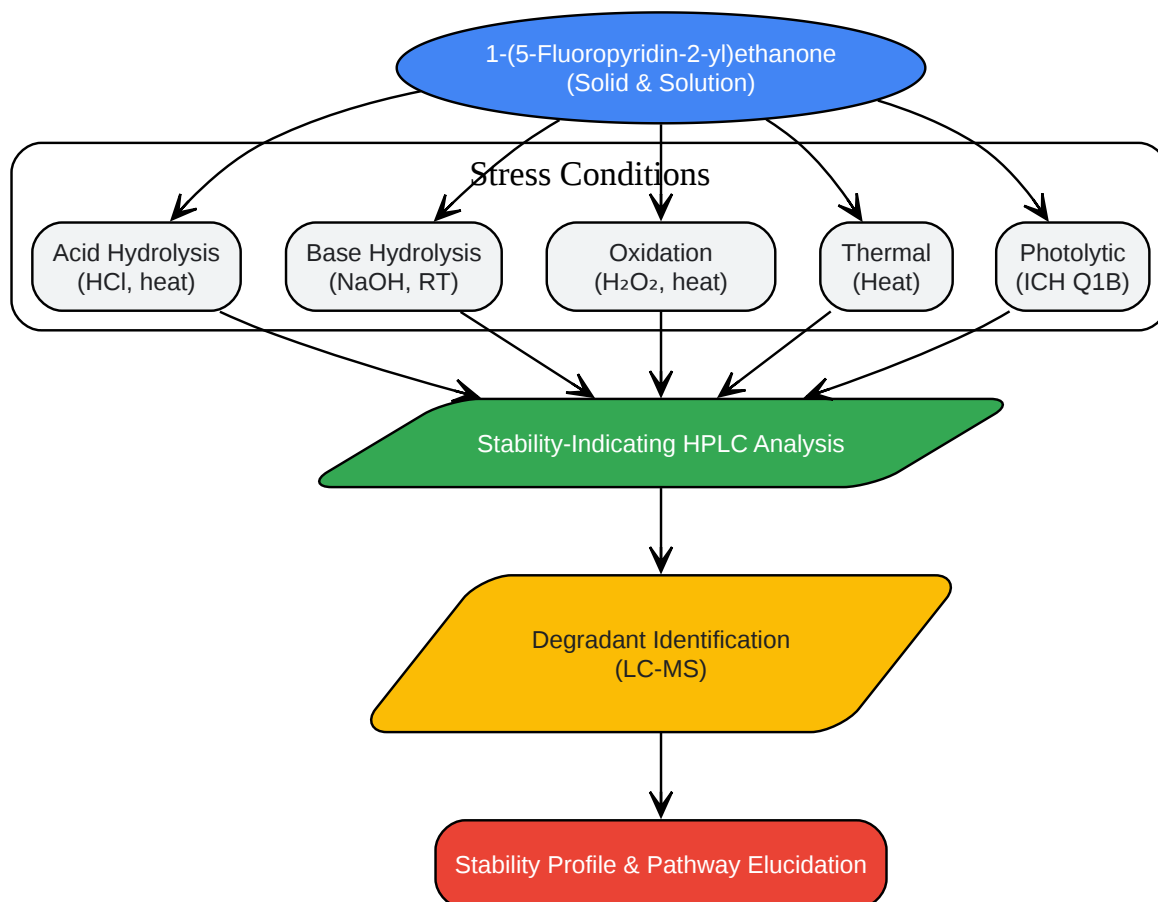 1-(5-Fluoropyridin-2-yl)ethanone
(Solid & Solution)
Stress Conditions
Acid Hydrolysis
(HCl, heat)
Base Hydrolysis
(NaOH, RT)
Oxidation
(H₂O₂, heat)
Thermal
(Heat)
Photolytic
(ICH Q1B)
Stability-Indicating HPLC Analysis
Degradant Identification
(LC-MS)
Stability Profile & Pathway Elucidation